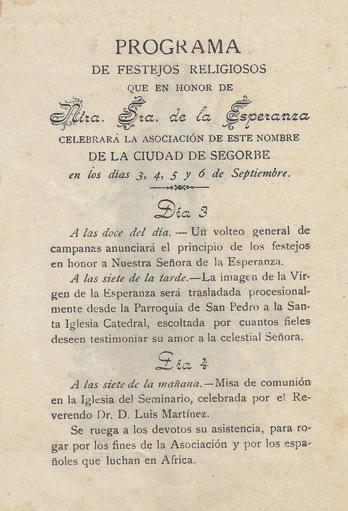 PROGRAMA
DE FESTEJOS RELIGIOSOS
QUE EN HONOR DE
Ntra. Sra. de la Esperanza
CELEBRARÁ LA ASOCIACIÓN DE ESTE NOMBRE
DE LA CIUDAD DE SEGORBE
en los dias 3, 4, 5 y 6 de Septiembre.
Día 3
A las doce del día. — Un volteo general de
campanas anunciará el principio de los festejos
en honor a Nuestra Señora de la Esperanza.
A las siete de la tarde.—La imagen de la Vir-
gen de la Esperanza será trasladada procesional-
mente desde la Parroquia de San Pedro a la San-
ta Iglesia Catedral, escoltada por cuantos fieles
deseen testimoniar su amor a la celestial Señora.
Día 4
A las siete de la mañana.—Misa de comunión
en la Iglesia del Seminario, celebrada por el Re-
verendo Dr. D. Luis Martínez.
Se ruega a los devotos su asistencia, para ro-
gar por los fines de la Asociación y por los espa-
ñoles que luchan en Africa.